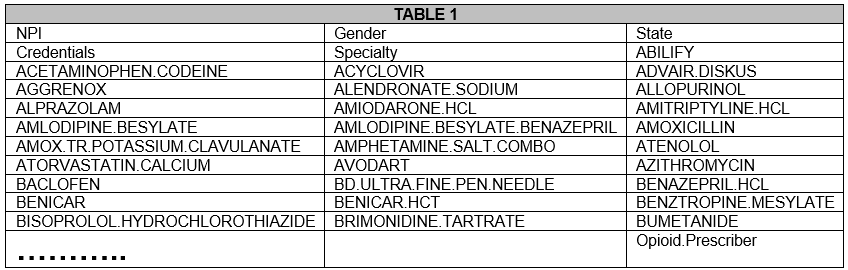 TABLE 1
NPI Gender State
Credentials Specialty ABILIFY
ACETAMINOPHEN.CODEINE ACYCLOVIR ADVAIR.DISKUS
AGGRENOX ALENDRONATE.SODIUM ALLOPURINOL
ALPRAZOLAM AMIODARONE.HCL AMITRIPTYLINE.HCL
AMLODIPINE.BESYLATE AMLODIPINE.BESYLATE.BENAZEPRIL AMOXICILLIN
AMOX.TR.POTASSIUM.CLAVULANATE AMPHETAMINE.SALT.COMBO ATENOLOL
ATORVASTATIN.CALCIUM AVODART AZITHROMYCIN
BACLOFEN BD.ULTRA.FINE.PEN.NEEDLE BENAZEPRIL.HCL
BENICAR BENICAR.HCT BENZTROPINE.MESYLATE
BISOPROLOL.HYDROCHLOROTHIAZIDE BRIMONIDINE.TARTRATE BUMETANIDE
........... Opioid.Prescriber